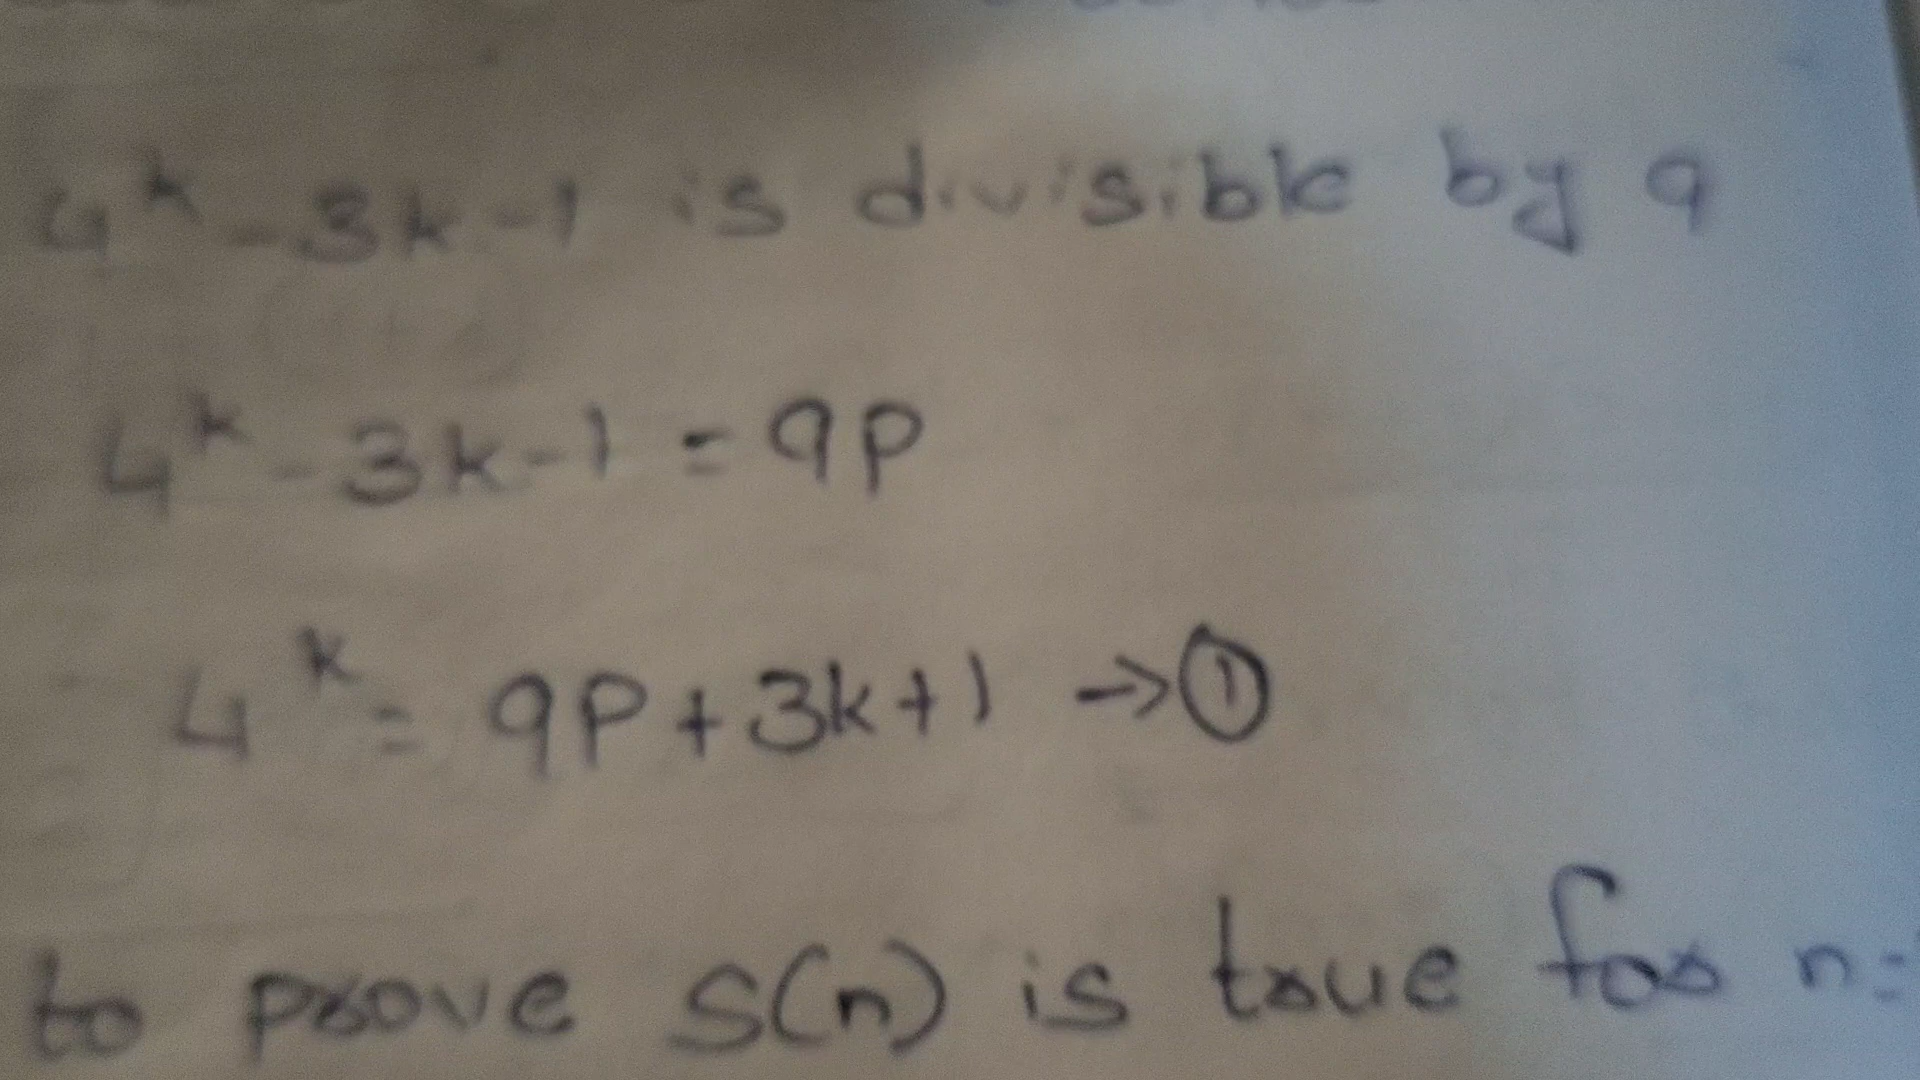 4^k - 3k - 1 is divisible by 9
4^k - 3k - 1 = 9p
4^k = 9p + 3k + 1 → ①
to prove S(n) is true for n=